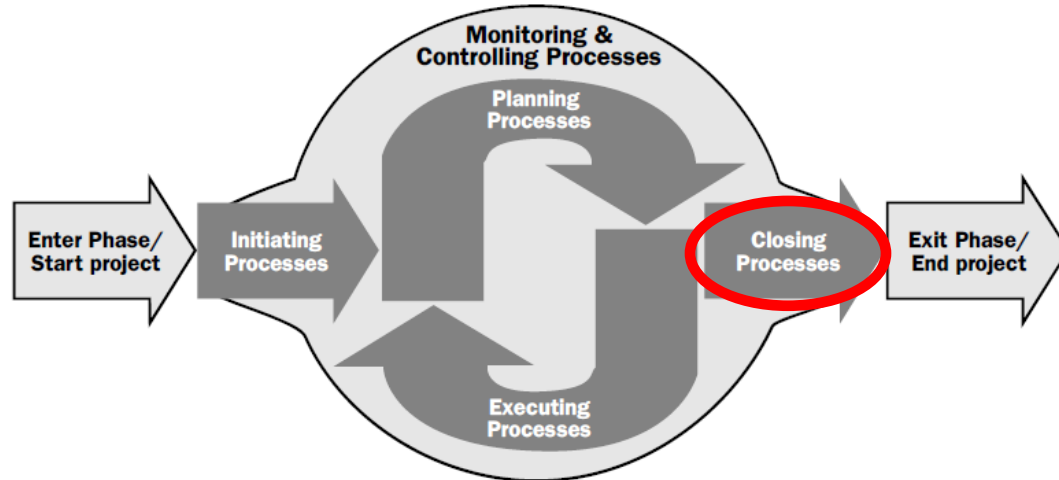 Monitoring &
Controlling Processes
Planning
Processes
Enter Phase/
Start project
Initiating
Processes
Closing
Processes
Exit Phase/
End project
Executing
Processes